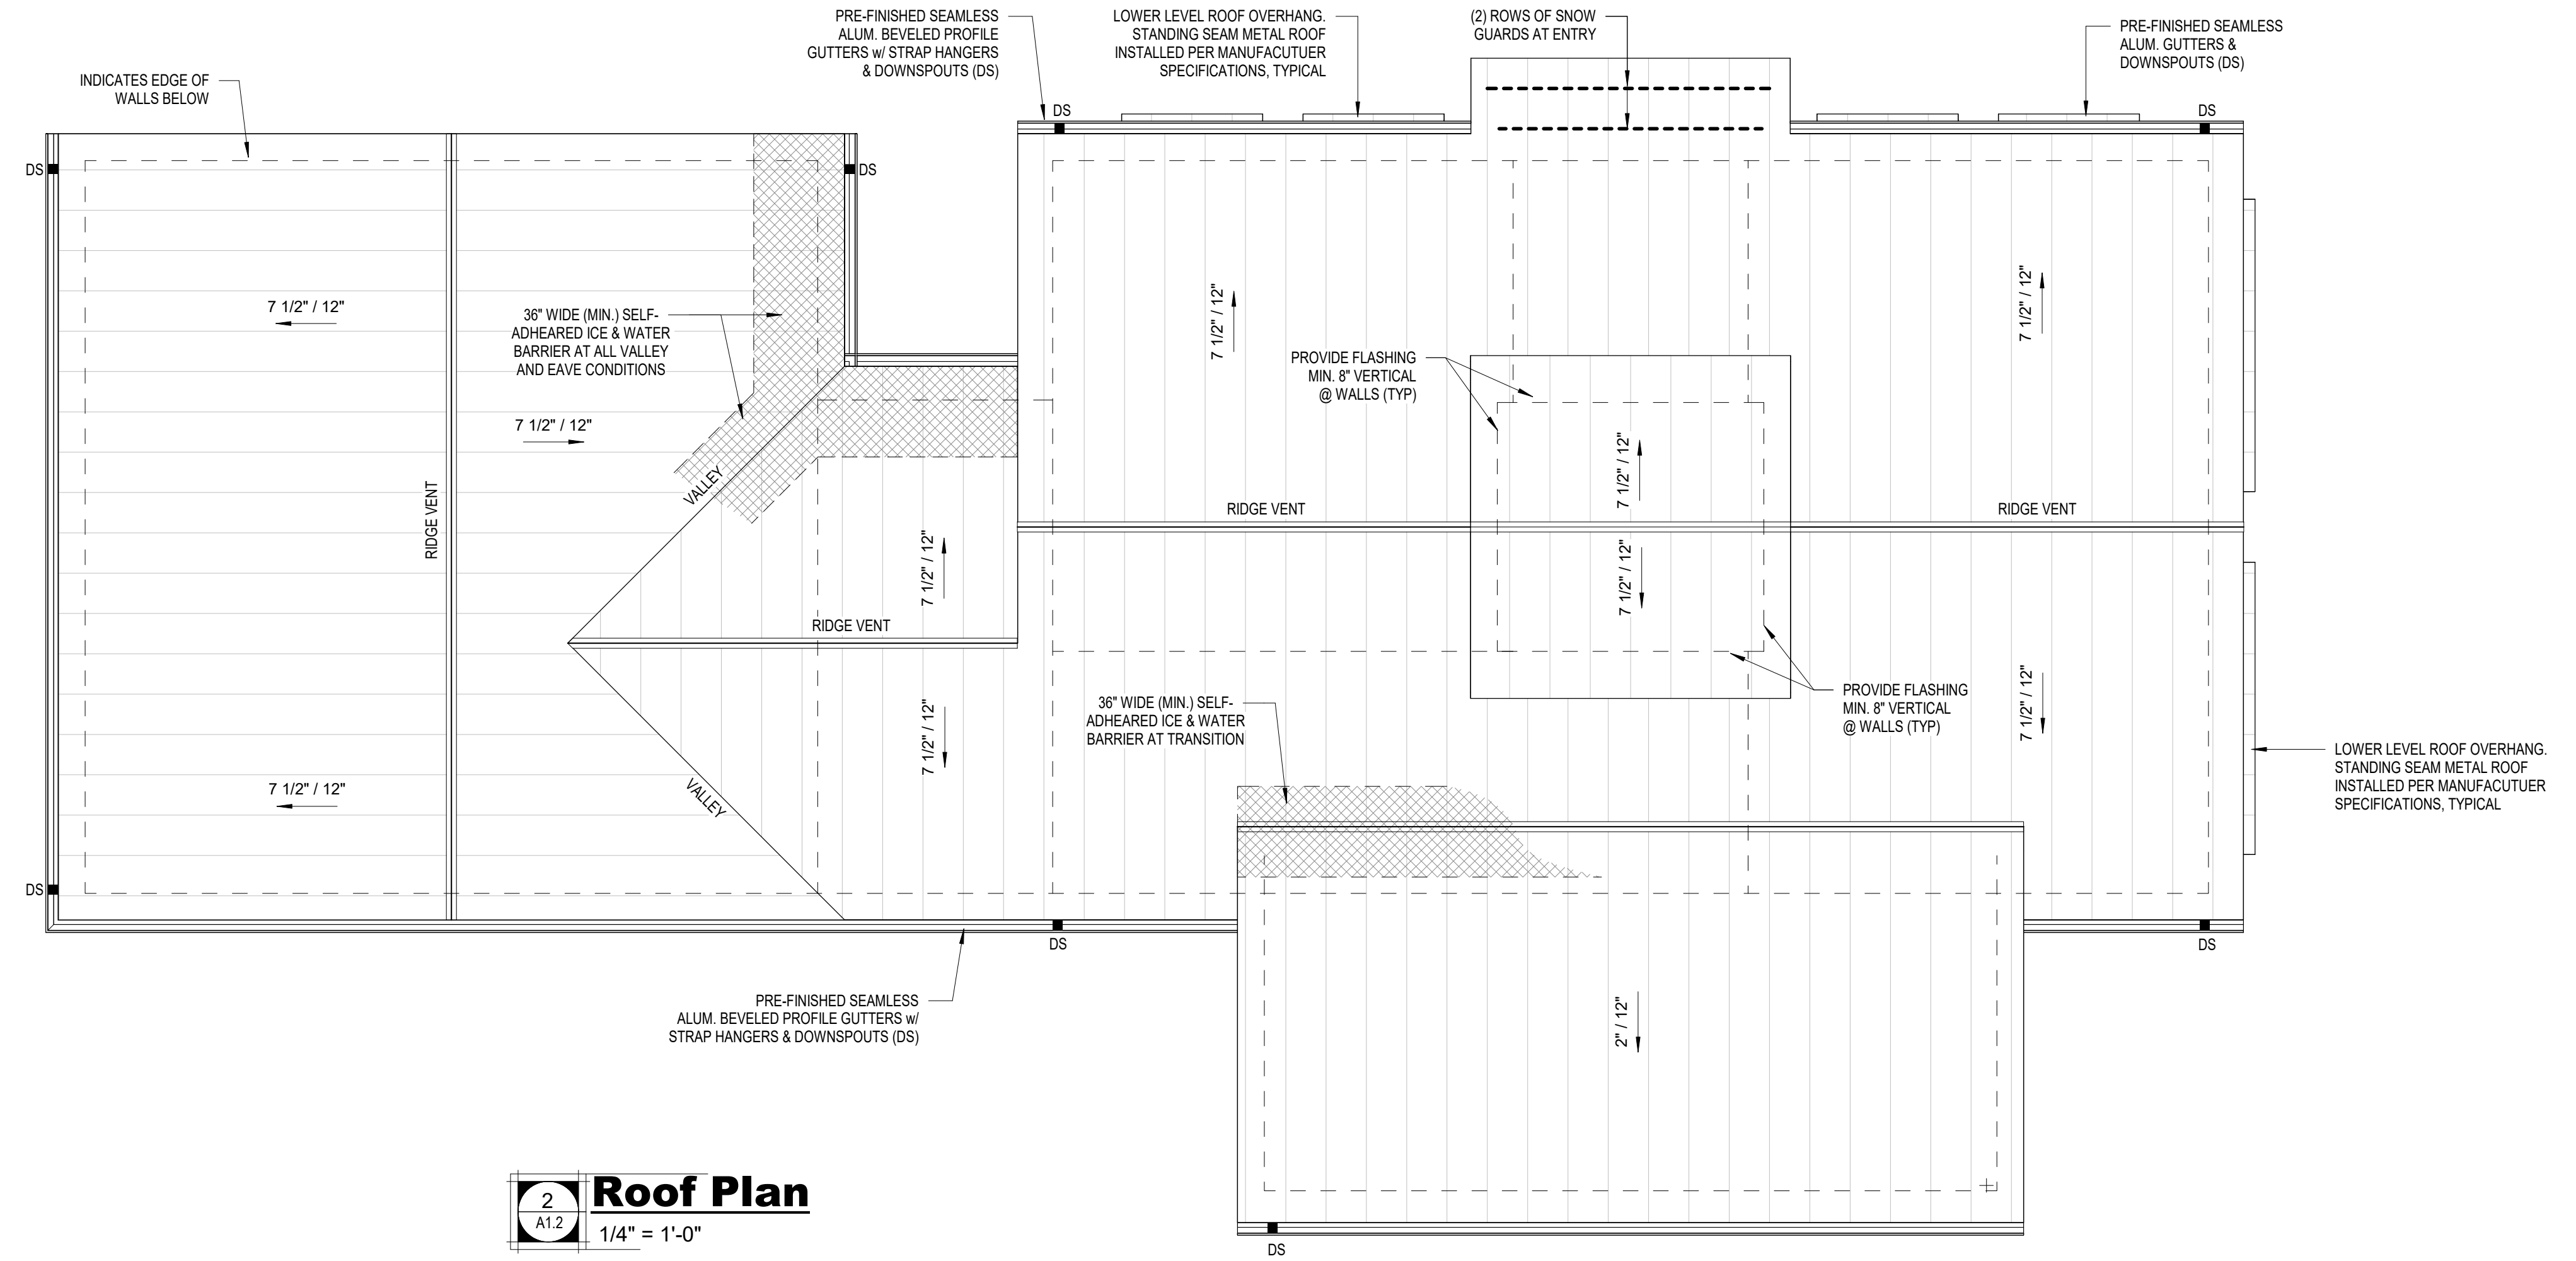 PRE-FINISHED SEAMLESS
ALUM. BEVELED PROFILE
GUTTERS w/ STRAP HANGERS
& DOWNSPOUTS (DS)
LOWER LEVEL ROOF OVERHANG.
STANDING SEAM METAL ROOF
INSTALLED PER MANUFACUTUER
SPECIFICATIONS, TYPICAL
(2) ROWS OF SNOW
GUARDS AT ENTRY
PRE-FINISHED SEAMLESS
ALUM. GUTTERS &
DOWNSPOUTS (DS)
INDICATES EDGE OF
WALLS BELOW
DS
DS
DS
DS
7 1/2" / 12"
36" WIDE (MIN.) SELF-
ADHEARED ICE & WATER
BARRIER AT ALL VALLEY
AND EAVE CONDITIONS
7 1/2" / 12"
7 1/2" / 12"
7 1/2" / 12"
PROVIDE FLASHING
MIN. 8" VERTICAL
@ WALLS (TYP)
VALLEY
RIDGE VENT
7 1/2" / 12"
RIDGE VENT
RIDGE VENT
7 1/2" / 12"
7 1/2" / 12"
RIDGE VENT
36" WIDE (MIN.) SELF-
ADHEARED ICE & WATER
BARRIER AT TRANSITION
PROVIDE FLASHING
MIN. 8" VERTICAL
@ WALLS (TYP)
7 1/2" / 12"
7 1/2" / 12"
7 1/2" / 12"
VALLEY
LOWER LEVEL ROOF OVERHANG.
STANDING SEAM METAL ROOF
INSTALLED PER MANUFACUTUER
SPECIFICATIONS, TYPICAL
DS
DS
DS
PRE-FINISHED SEAMLESS
ALUM. BEVELED PROFILE GUTTERS w/
STRAP HANGERS & DOWNSPOUTS (DS)
2" / 12"
2
A1.2
Roof Plan
1/4" = 1'-0"
DS